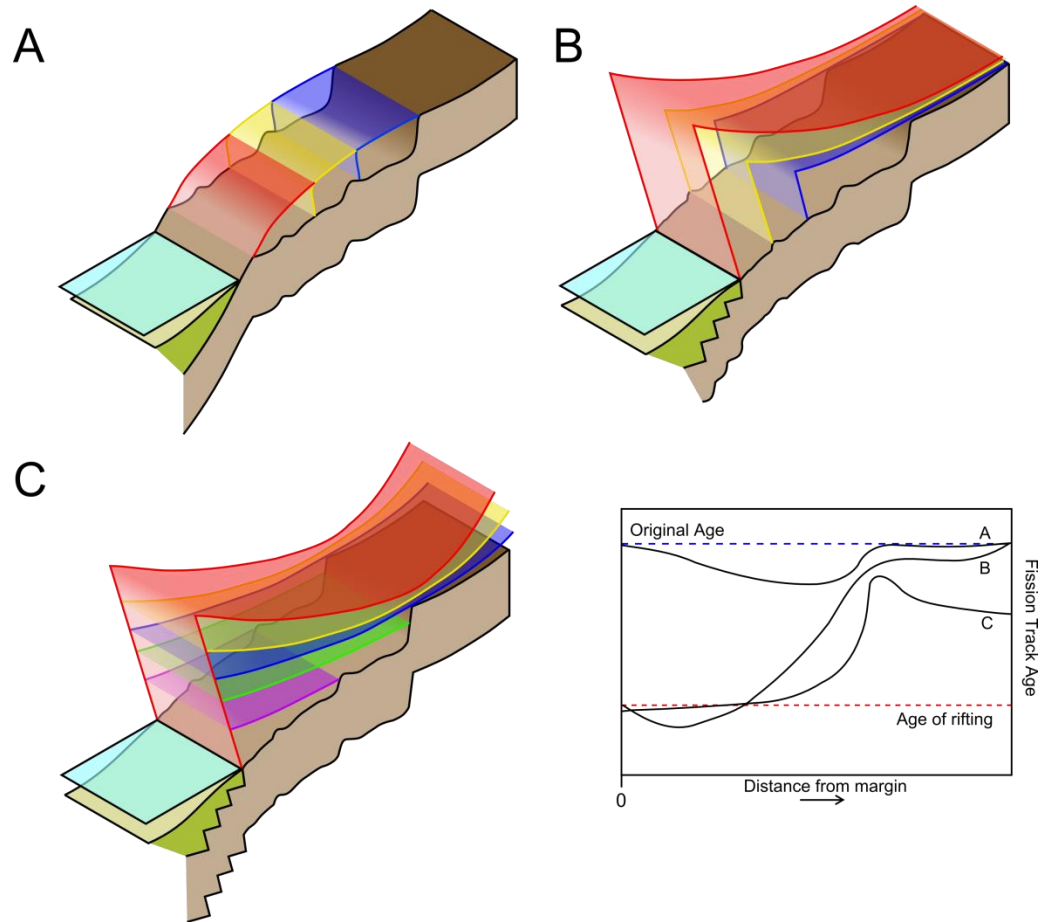 A
B
C
Original Age
A
B
C
Fission Track Age
Age of rifting
0
Distance from margin